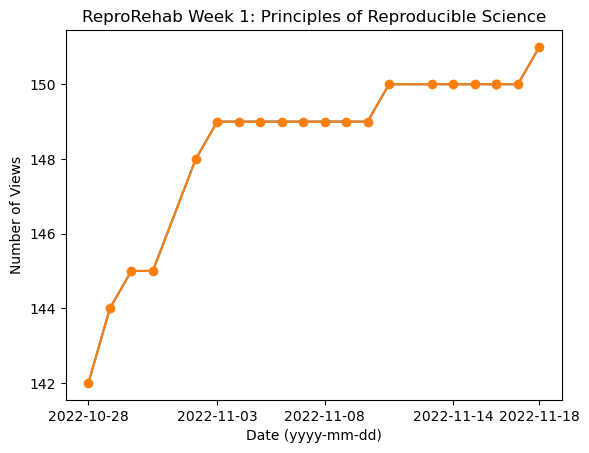 ReproRehab Week 1: Principles of Reproducible Science
Number of Views
150
148
146
144
142
2022-10-28 2022-11-03 2022-11-08 2022-11-14 2022-11-18
Date (yyyy-mm-dd)